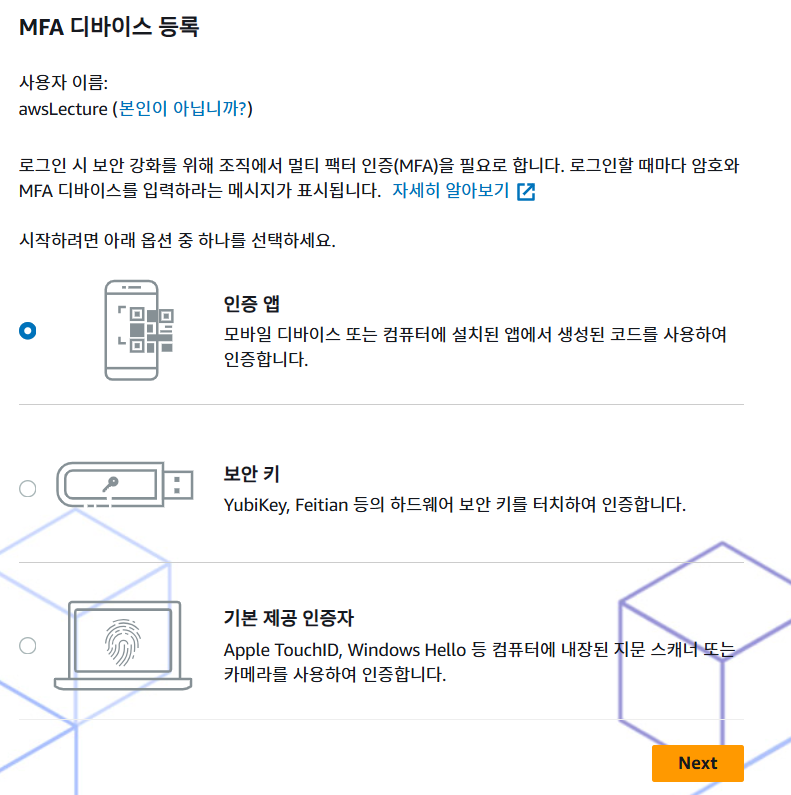 MFA 디바이스 등록
사용자 이름:
awsLecture (본인이 아닙니까?)
로그인 시 보안 강화를 위해 조직에서 멀티 팩터 인증(MFA)을 필요로 합니다. 로그인할 때마다 암호와
MFA 디바이스를 입력하라는 메시지가 표시됩니다. 자세히 알아보기
시작하려면 아래 옵션 중 하나를 선택하세요.
인증 앱
모바일 디바이스 또는 컴퓨터에 설치된 앱에서 생성된 코드를 사용하여
인증합니다.
보안 키
YubiKey, Feitian 등의 하드웨어 보안 키를 터치하여 인증합니다.
기본 제공 인증자
Apple TouchID, Windows Hello 등 컴퓨터에 내장된 지문 스캐너 또는
카메라를 사용하여 인증합니다.
Next